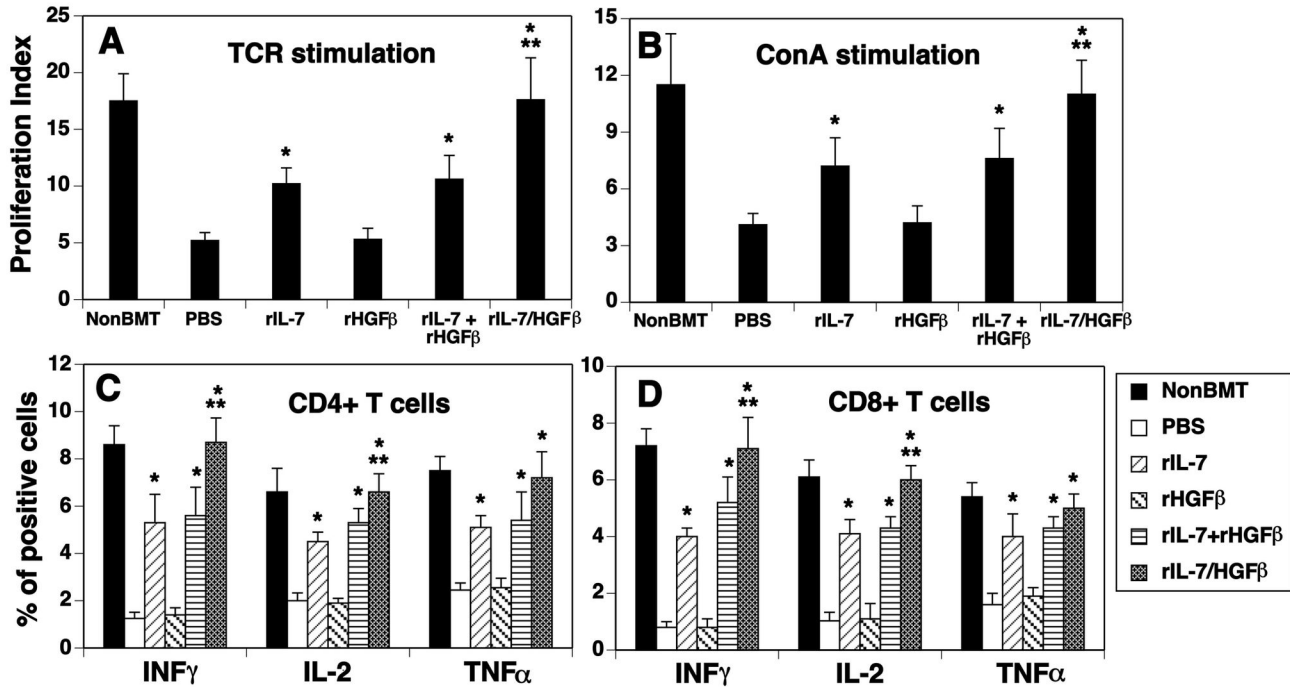 A
TCR stimulation
Proliferation Index
25
20
15
10
5
0
*
*
*
**
NonBMT
PBS
rIL-7
rHGFβ
rIL-7 +
rHGFβ
rIL-7/HGFβ
B
ConA stimulation
15
12
9
6
3
0
*
*
*
**
NonBMT
PBS
rIL-7
rHGFβ
rIL-7 +
rHGFβ
rIL-7/HGFβ
C
CD4+ T cells
% of positive cells
12
10
8
6
4
2
0
*
*
*
**
*
*
*
**
*
*
*
INFγ
IL-2
TNFα
D
CD8+ T cells
10
8
6
4
2
0
*
*
*
**
*
*
*
**
*
*
*
INFγ
IL-2
TNFα
NonBMT
PBS
rIL-7
rHGFβ
rIL-7+rHGFβ
rIL-7/HGFβ